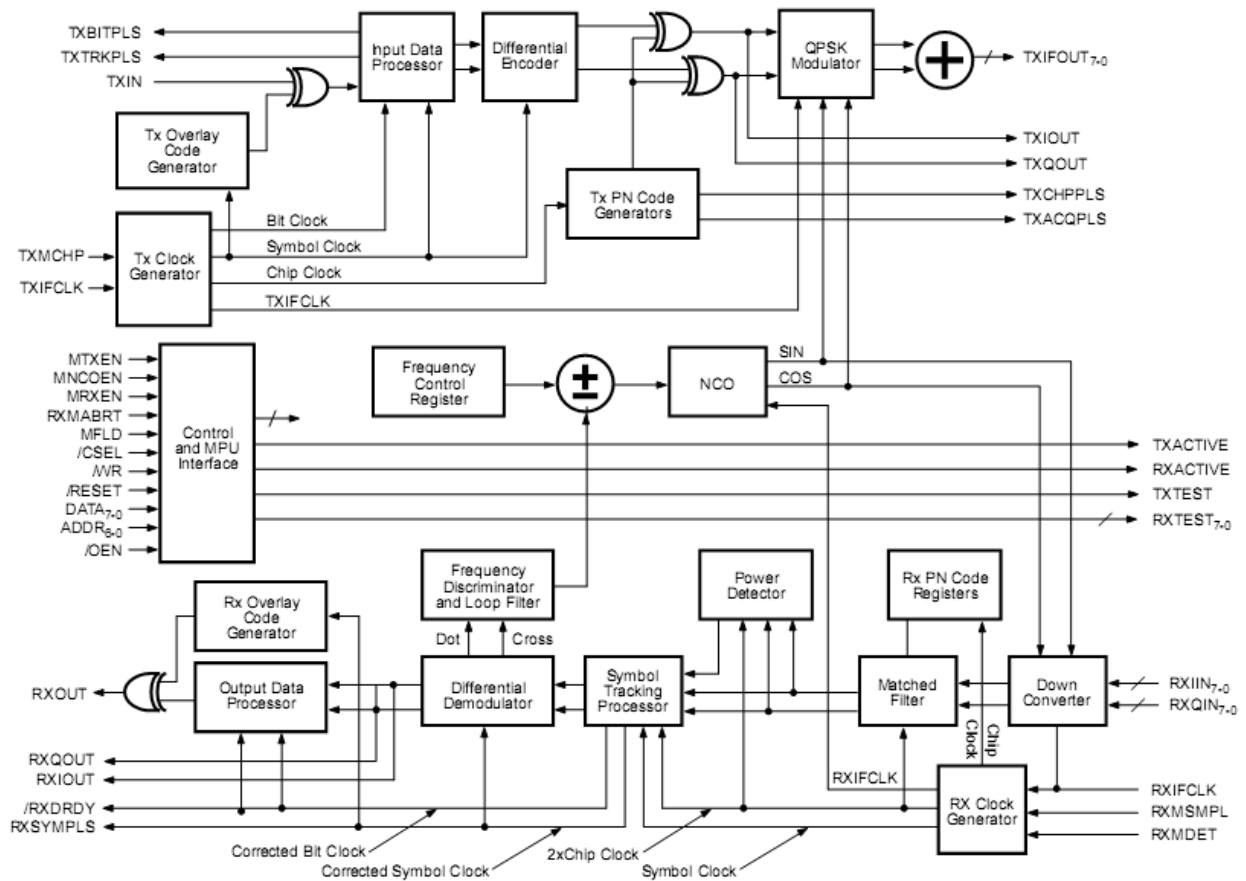 TXBITPLS
TXTRKPLS
TXIN
Input Data
Processor
Differential
Encoder
QPSK
Modulator
+
TXIFOUT7-0
Tx Overlay
Code
Generator
TXIOUT
TXQOUT
Tx PN Code
Generators
TXCHPPLS
TXACQPLS
TXMCHP
TXIFCLK
Tx Clock
Generator
Bit Clock
Symbol Clock
Chip Clock
TXIFCLK
MTXEN
MNCOEN
MRXEN
RXMABRT
MFLD
/CSEL
/WR
/RESET
DATA7-0
ADDR6-0
/OEN
Control
and MPU
Interface
Frequency
Control
Register
±
NCO
SIN
COS
TXACTIVE
RXACTIVE
TXTEST
RXTEST7-0
Rx Overlay
Code
Generator
Frequency
Discriminator
and Loop Filter
Power
Detector
Rx PN Code
Registers
Dot
Cross
RXOUT
Output Data
Processor
Differential
Demodulator
Symbol
Tracking
Processor
Matched
Filter
Down
Converter
RXIIN7-0
RXQIN7-0
RXQOUT
RXIOUT
/RXDRDY
RXSYMPLS
RXIFCLK
Chip
Clock
RX Clock
Generator
RXIFCLK
RXMSMPL
RXMDET
Corrected Bit Clock
Corrected Symbol Clock
2xChip Clock
Symbol Clock